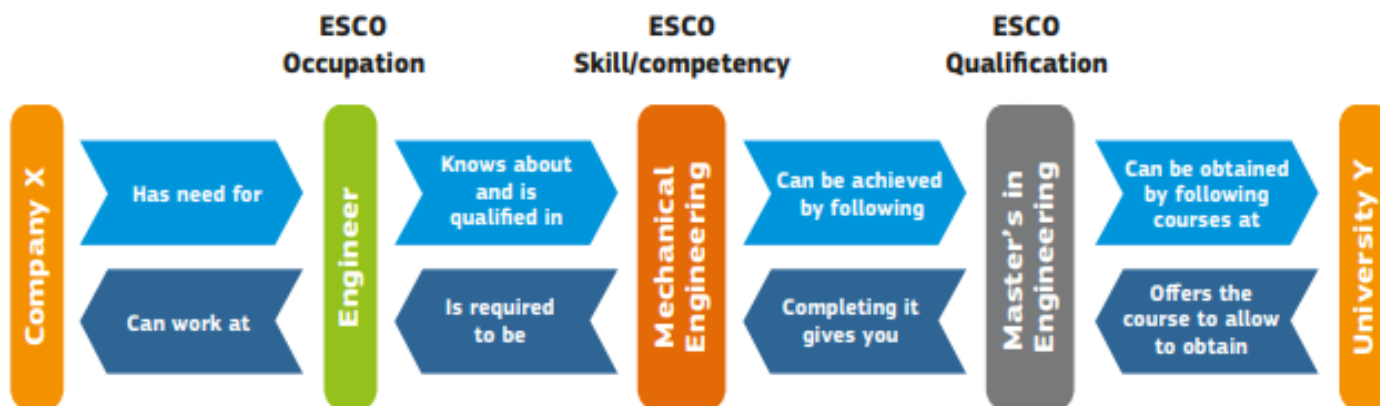 ESCO
Occupation
ESCO
Skill/competency
ESCO
Qualification
Company X
Has need for
Can work at
Engineer
Knows about
and is
qualified in
Is required
to be
Mechanical
Engineering
Can be achieved
by following
Completing it
gives you
Master's in
Engineering
Can be obtained
by following
courses at
Offers the
course to allow
to obtain
University Y